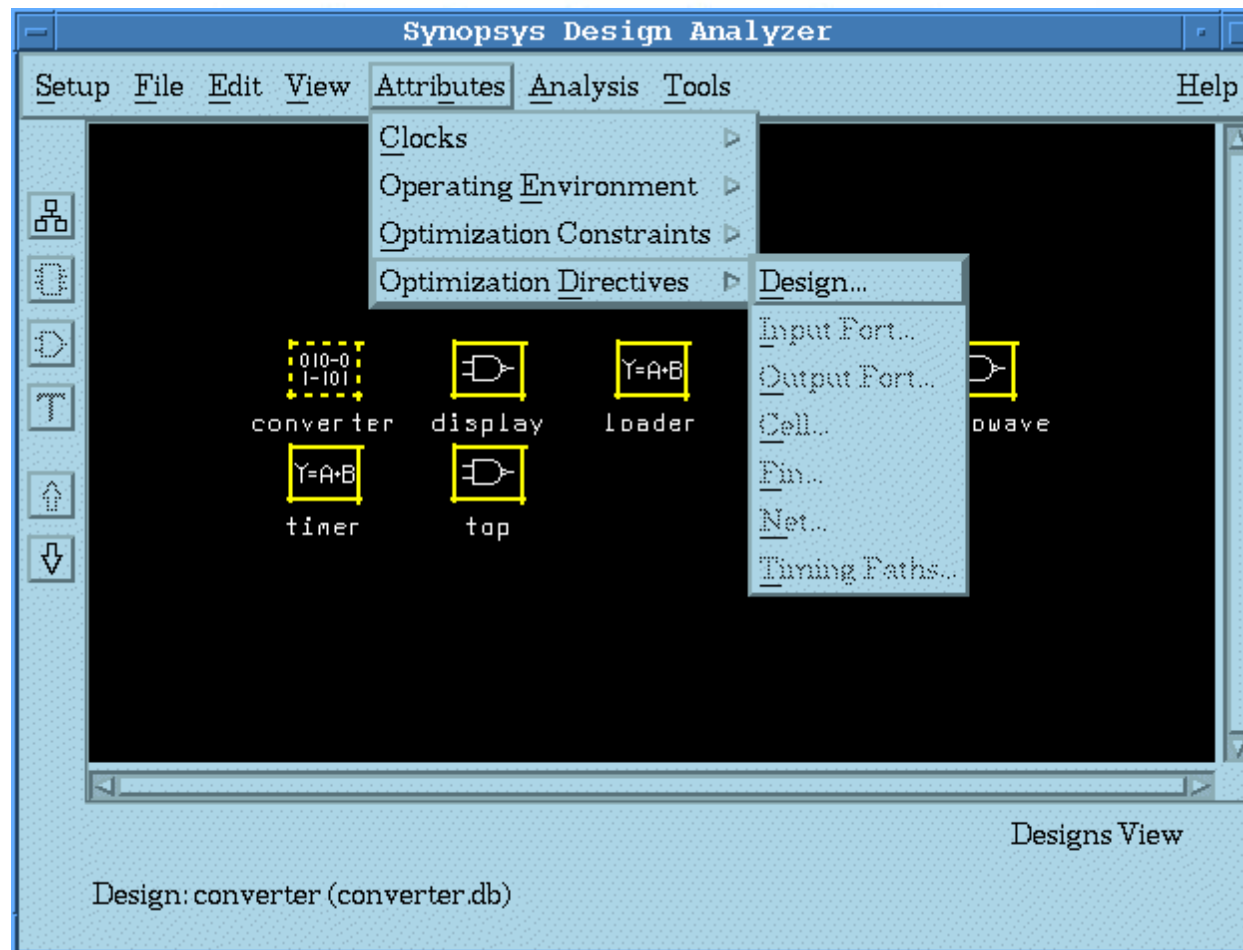 Synopsys Design Analyzer
Setup File Edit View Attributes Analysis Tools Help
Clocks
Operating Environment
Optimization Constraints
Optimization Directives
Design...
Input Port...
Output Port...
Cell...
Pin...
Net...
Timing Paths...
010-0
1-101
converter
display
Y=A+B
loader
owave
Y=A+B
timer
top
T
Designs View
Design: converter (converter.db)